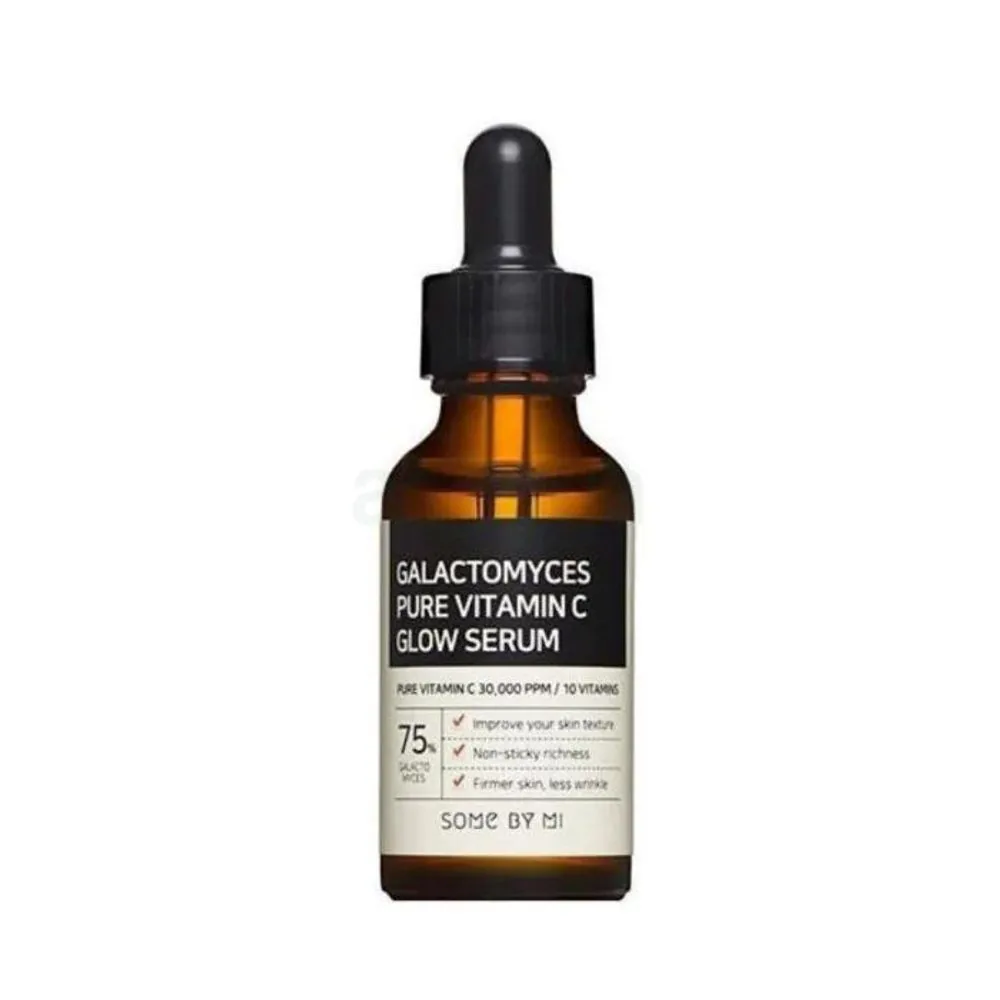 GALACTOMYCES
PURE VITAMIN C
GLOW SERUM
PURE VITAMIN C 30,000 PPM / 10 VITAMINS
75%
GALACTO
MYCES
✓ Improve your skin texture
✓ Non-sticky richness
✓ Firmer skin, less wrinkle
SOME BY MI